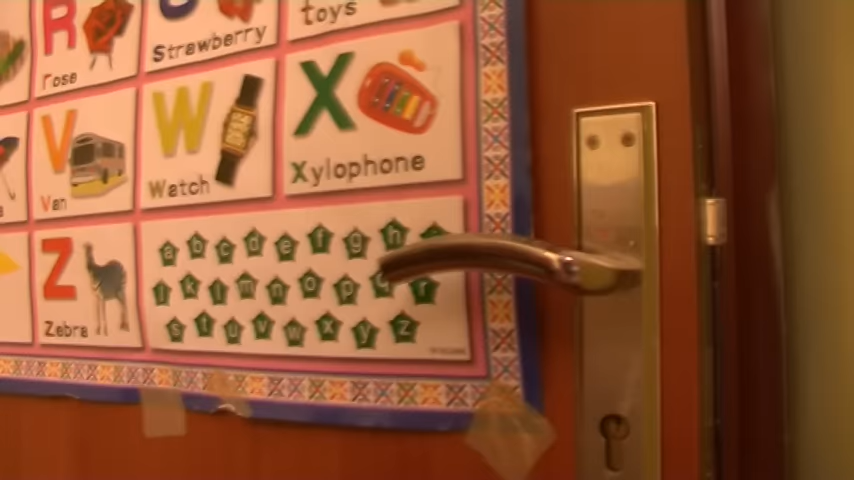 R
rose
Strawberry
toys
V
Van
W
Watch
X
Xylophone
Z
Zebra
a b c d e f g h
k l m n o p q r
s t u v w x y z